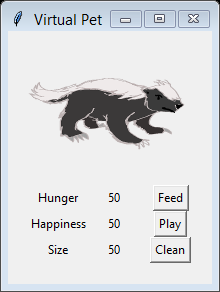 Virtual Pet
Hunger 50 Feed
Happiness 50 Play
Size 50 Clean